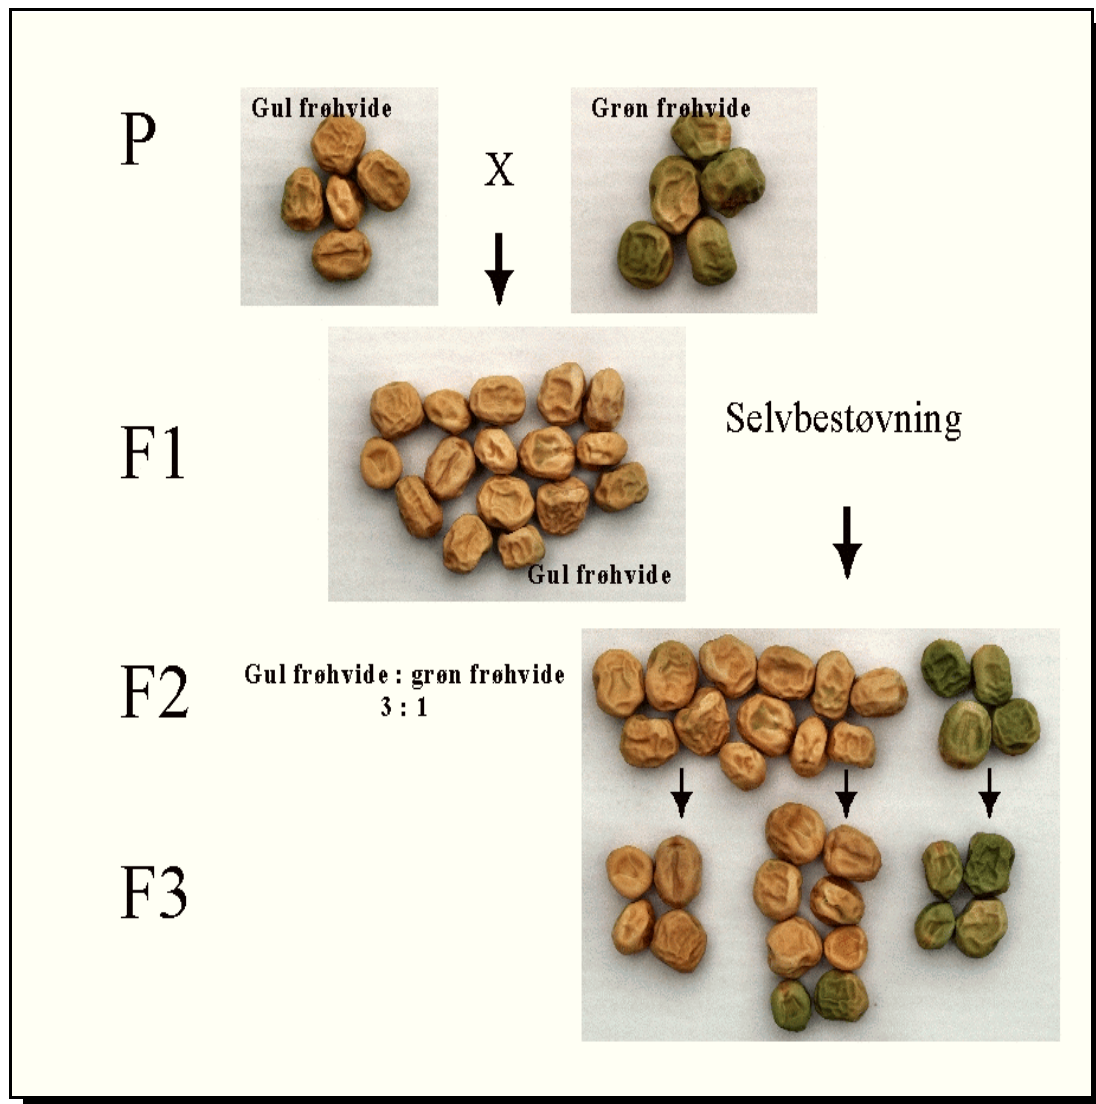 P
Gul frøhvide
X
Grøn frøhvide
F1
Selvbestøvning
Gul frøhvide
F2
Gul frøhvide : grøn frøhvide
3 : 1
F3